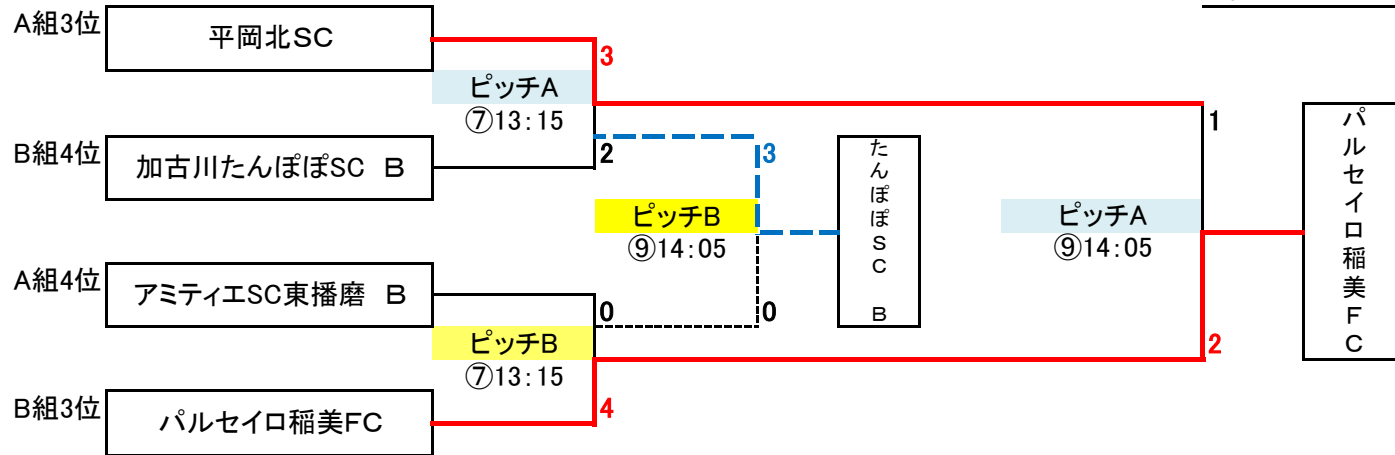 A組3位
平岡北SC
3
ピッチA
⑦13：15
B組4位
加古川たんぽぽSC　B
2
3
1
たんぽぽSC　B
パルセイロ稲美FC
ピッチB
⑨14：05
ピッチA
⑨14：05
A組4位
アミティエSC東播磨　B
0
0
2
ピッチB
⑦13：15
B組3位
パルセイロ稲美FC
4